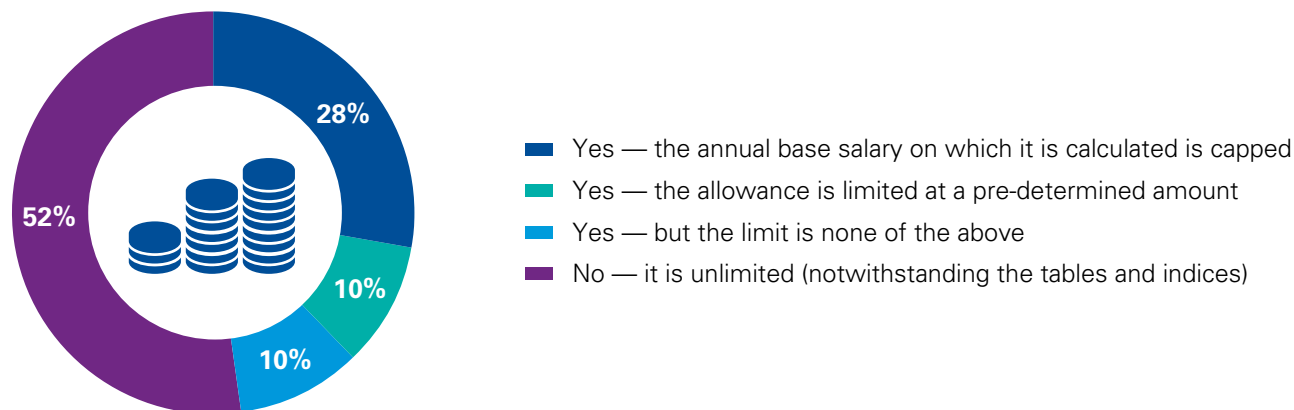 28%
Yes — the annual base salary on which it is calculated is capped
Yes — the allowance is limited at a pre-determined amount
52%
Yes — but the limit is none of the above
No — it is unlimited (notwithstanding the tables and indices)
10%
10%